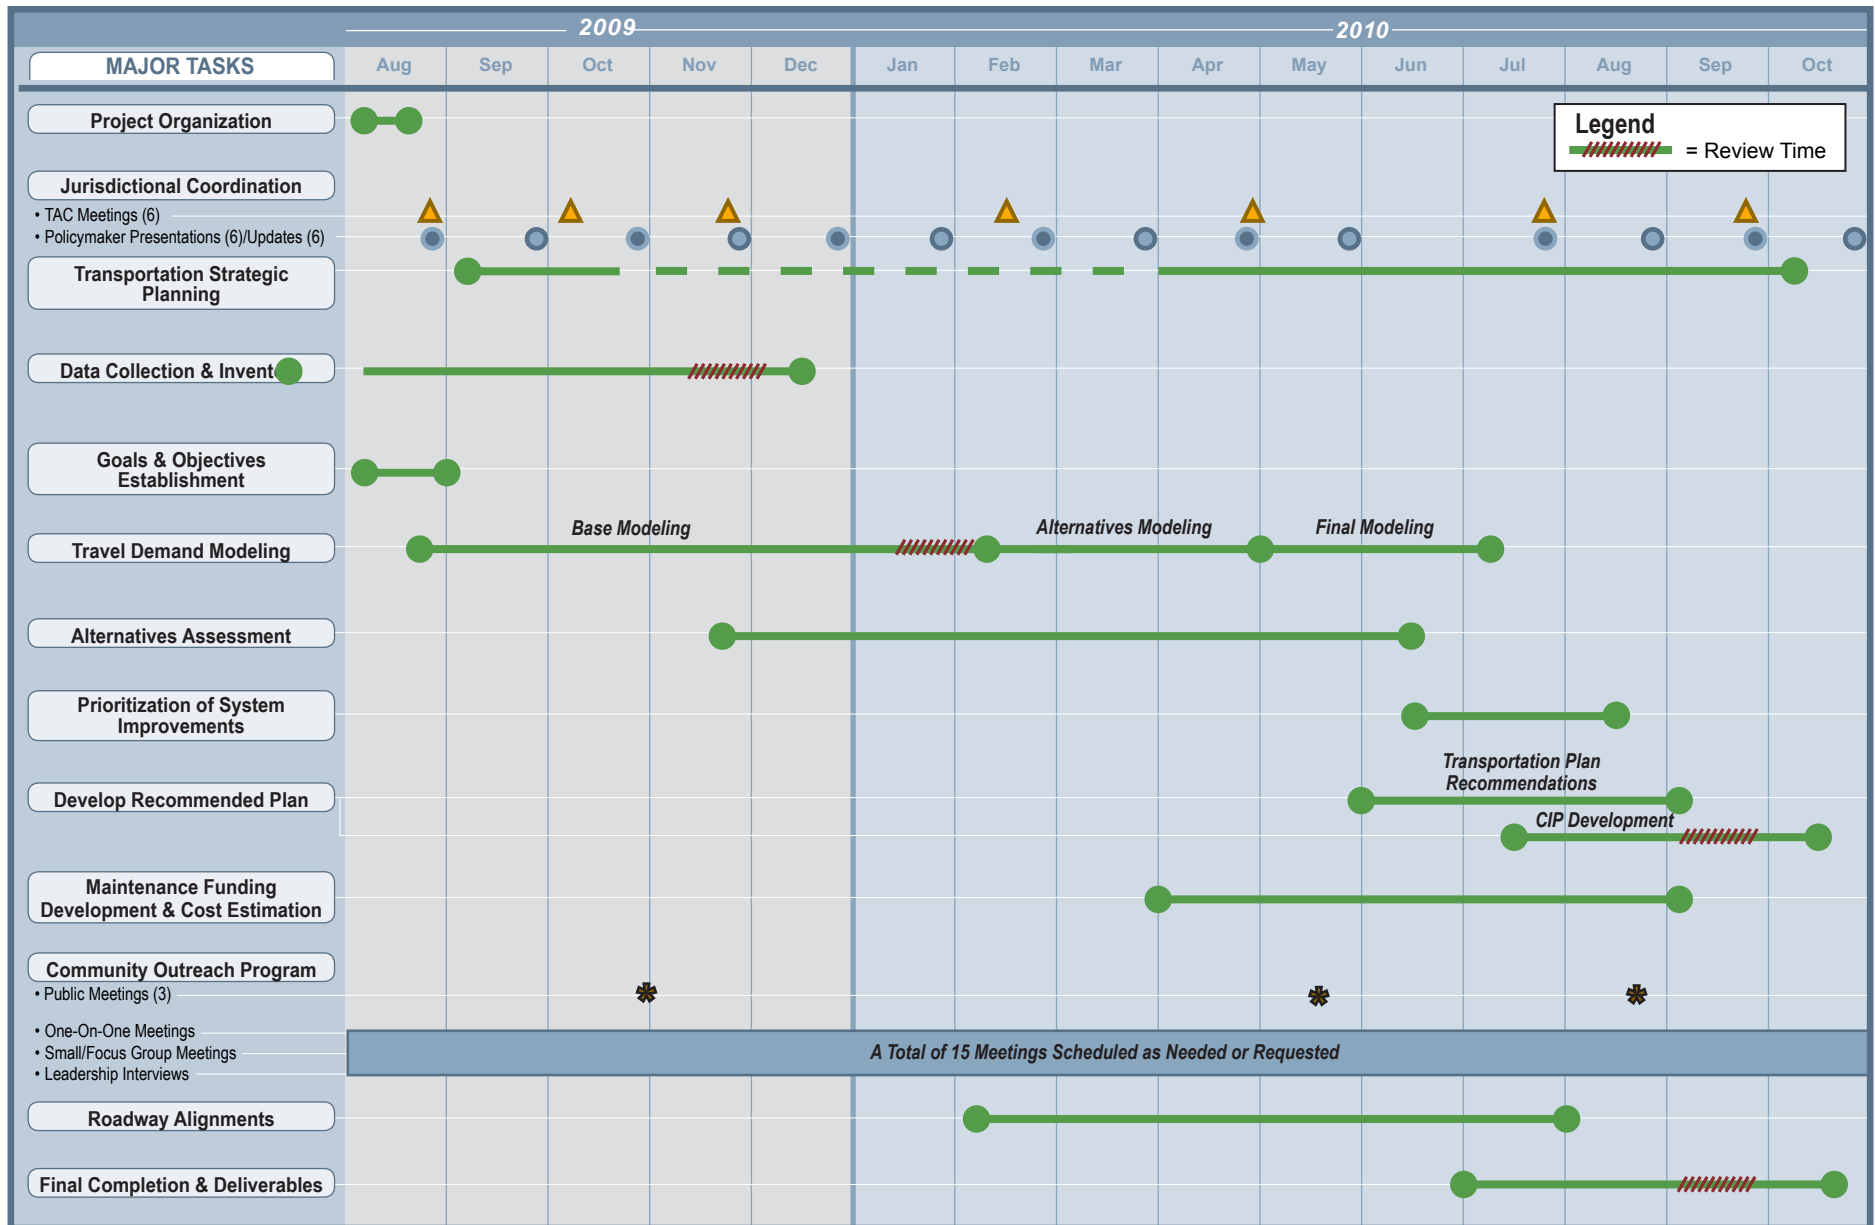 2009
2010
MAJOR TASKS
Aug Sep Oct Nov Dec Jan Feb Mar Apr May Jun Jul Aug Sep Oct
Project Organization
Legend
= Review Time
Jurisdictional Coordination
• TAC Meetings (6)
• Policymaker Presentations (6)/Updates (6)
Transportation Strategic
Planning
Data Collection & Invent
Goals & Objectives
Establishment
Travel Demand Modeling
Base Modeling
Alternatives Modeling
Final Modeling
Alternatives Assessment
Prioritization of System
Improvements
Develop Recommended Plan
Transportation Plan
Recommendations
CIP Development
Maintenance Funding
Development & Cost Estimation
Community Outreach Program
• Public Meetings (3)
* * *
• One-On-One Meetings
• Small/Focus Group Meetings
• Leadership Interviews
A Total of 15 Meetings Scheduled as Needed or Requested
Roadway Alignments
Final Completion & Deliverables